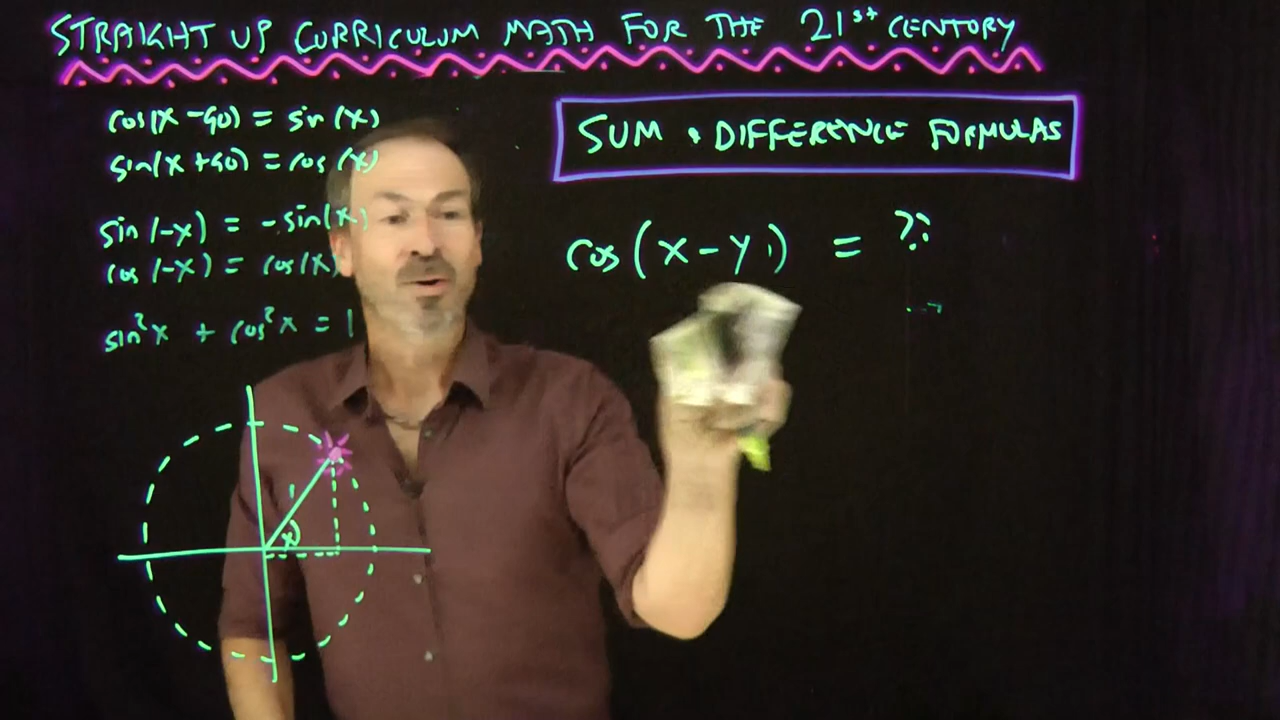 STRAIGHT UP CURRICULUM MATH FOR THE 21st CENTURY
cos(x -90) = sin(x)
sin(x +90) = cos(x)
sin(-x) = -sin(x)
cos(-x) = cos(x)
sin²x + cos²x = 1
1
x
SUM + DIFFERENCE FORMULAS
cos(x-y) = ??